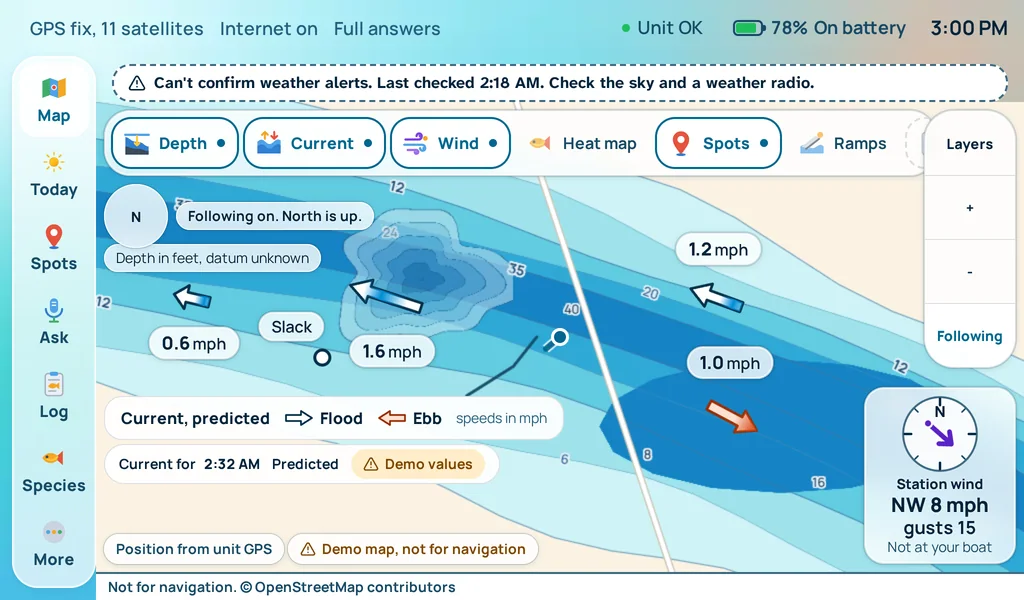 GPS fix, 11 satellites Internet on Full answers
Unit OK 78% On battery 3:00 PM
Can't confirm weather alerts. Last checked 2:18 AM. Check the sky and a weather radio.
Map
Today
Spots
Ask
Log
Species
More
Depth Current Wind Heat map Spots Ramps
Layers
+
-
Following
N
Following on. North is up.
Depth in feet, datum unknown
12
24
35
40
20
12
12
6
8
16
1.2 mph
0.6 mph
Slack
1.6 mph
1.0 mph
Current, predicted Flood Ebb speeds in mph
Current for 2:32 AM Predicted Demo values
N
Station wind
NW 8 mph
gusts 15
Not at your boat
Position from unit GPS Demo map, not for navigation
Not for navigation. © OpenStreetMap contributors